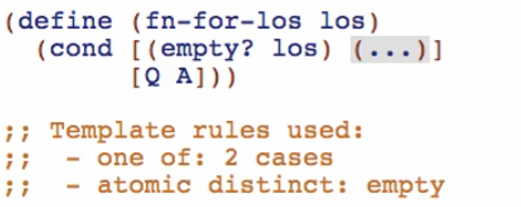 (define (fn-for-los los)
  (cond [(empty? los) (...)]
        [Q A]))
;; Template rules used:
;;  - one of: 2 cases
;;  - atomic distinct: empty